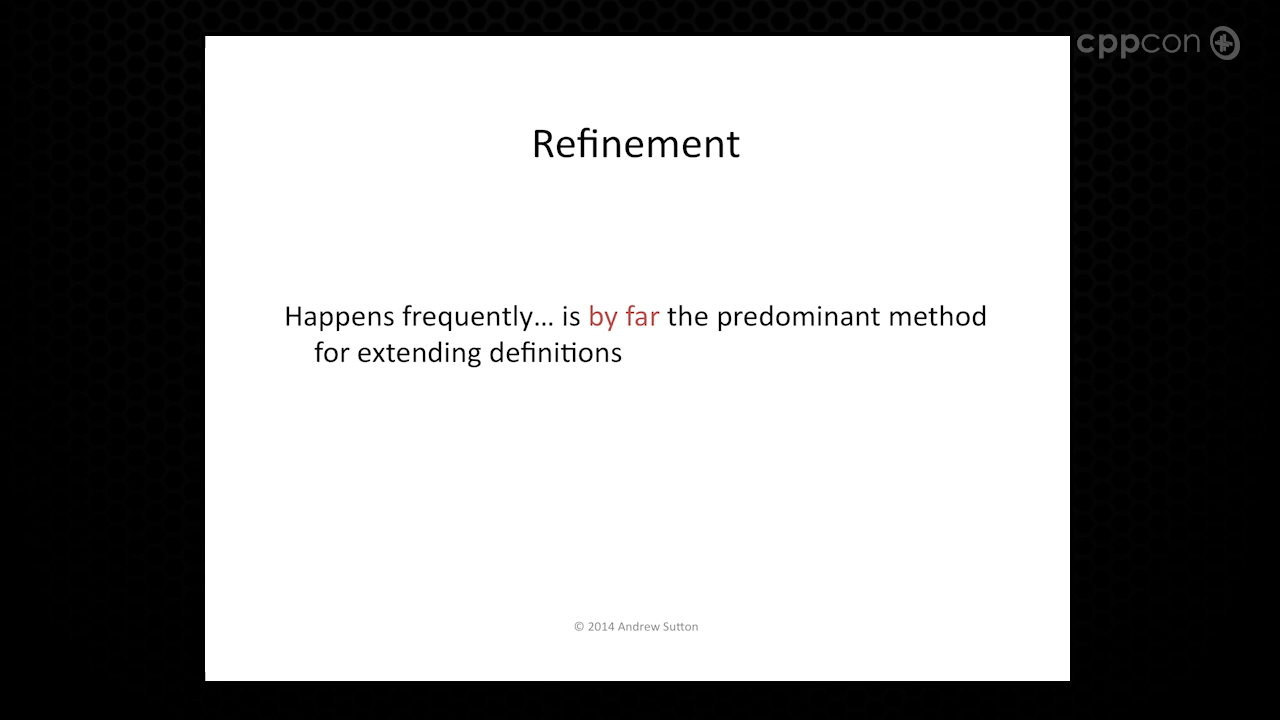 cppcon
Refinement
Happens frequently... is by far the predominant method
for extending definitions
© 2014 Andrew Sutton